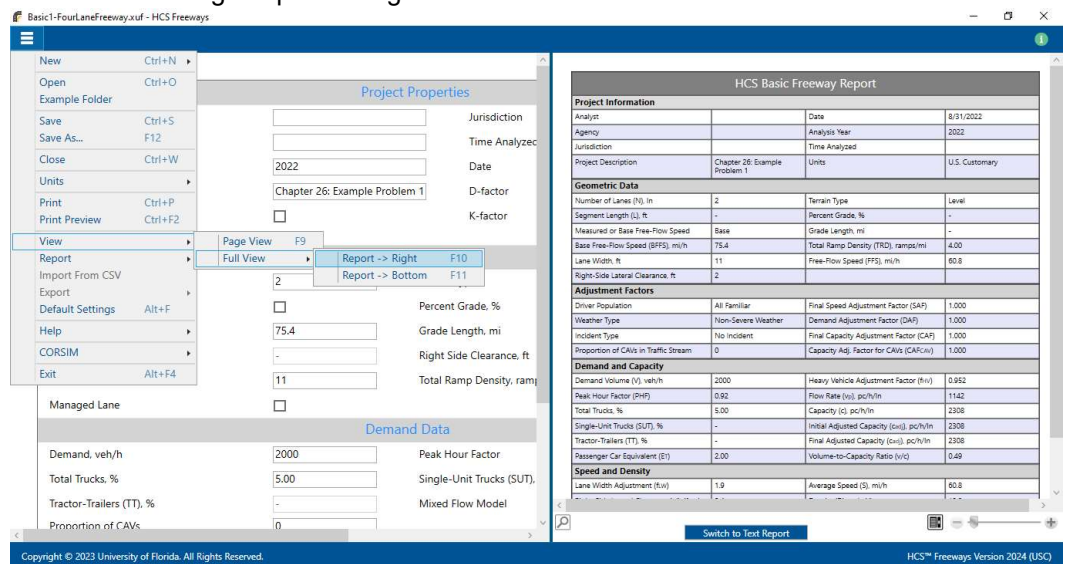 Basic1-FourLaneFreeway.xuf - HCS Freeways
New Ctrl+N
Open Ctrl+O
Example Folder
Save Ctrl+S
Save As... F12
Close Ctrl+W
Units
Print Ctrl+P
Print Preview Ctrl+F2
View
Report
Import From CSV
Export
Default Settings Alt+F
Help
CORSIM
Exit Alt+F4
Page View F9
Full View
Report -> Right F10
Report -> Bottom F11
Project Properties
Jurisdiction
Time Analyzed
2022 Date
Chapter 26: Example Problem 1 D-factor
K-factor
2
Percent Grade, %
75.4 Grade Length, mi
- Right Side Clearance, ft
11 Total Ramp Density, ramp
Managed Lane
Demand Data
Demand, veh/h 2000 Peak Hour Factor
Total Trucks, % 5.00 Single-Unit Trucks (SUT),
Tractor-Trailers (TT), % - Mixed Flow Model
Proportion of CAVs 0
HCS Basic Freeway Report
Project Information
Analyst Date 8/31/2022
Agency Analysis Year 2022
Jurisdiction Time Analyzed
Project Description Chapter 26: Example Units U.S. Customary
Problem 1
Geometric Data
Number of Lanes (N), ln 2 Terrain Type Level
Segment Length (L), ft - Percent Grade, % -
Measured or Base Free-Flow Speed Base Grade Length, mi -
Base Free-Flow Speed (BFFS), mi/h 75.4 Total Ramp Density (TRD), ramps/mi 4.00
Lane Width, ft 11 Free-Flow Speed (FFS), mi/h 60.8
Right-Side Lateral Clearance, ft 2
Adjustment Factors
Driver Population All Familiar Final Speed Adjustment Factor (SAF) 1.000
Weather Type Non-Severe Weather Demand Adjustment Factor (DAF) 1.000
Incident Type No Incident Final Capacity Adjustment Factor (CAF) 1.000
Proportion of CAVs in Traffic Stream 0 Capacity Adj. Factor for CAVs (CAFCAV) 1.000
Demand and Capacity
Demand Volume (V), veh/h 2000 Heavy Vehicle Adjustment Factor (fHV) 0.952
Peak Hour Factor (PHF) 0.92 Flow Rate (vp), pc/h/ln 1142
Total Trucks, % 5.00 Capacity (c), pc/h/ln 2308
Single-Unit Trucks (SUT), % - Initial Adjusted Capacity (cadj), pc/h/ln 2308
Tractor-Trailers (TT), % - Final Adjusted Capacity (cadj), pc/h/ln 2308
Passenger Car Equivalent (ET) 2.00 Volume-to-Capacity Ratio (v/c) 0.49
Speed and Density
Lane Width Adjustment (fLW) 1.9 Average Speed (S), mi/h 60.8
Switch to Text Report
Copyright © 2023 University of Florida. All Rights Reserved. HCS™ Freeways Version 2024 (USC)